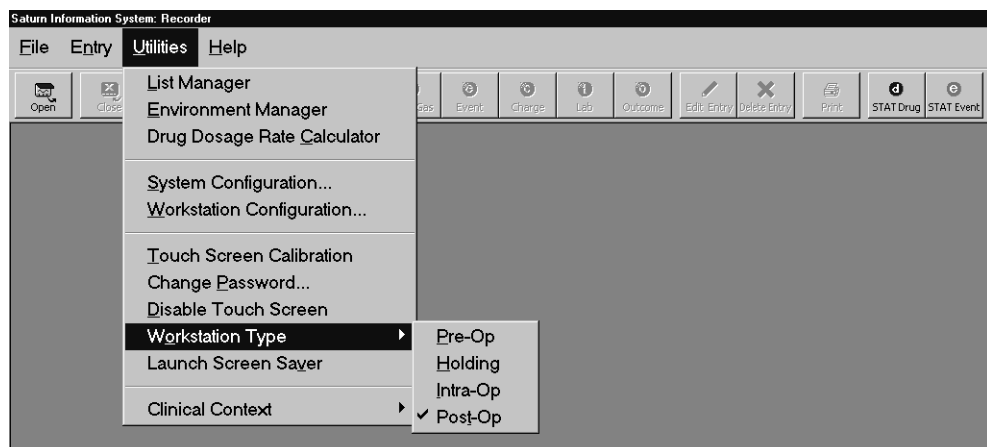 Saturn Information System: Recorder
File Entry Utilities Help
Open Close Gas Event Charge Lab Outcome Edit Entry Delete Entry Print STAT Drug STAT Event
List Manager
Environment Manager
Drug Dosage Rate Calculator
System Configuration...
Workstation Configuration...
Touch Screen Calibration
Change Password...
Disable Touch Screen
Workstation Type
Launch Screen Saver
Clinical Context
Pre-Op
Holding
Intra-Op
Post-Op